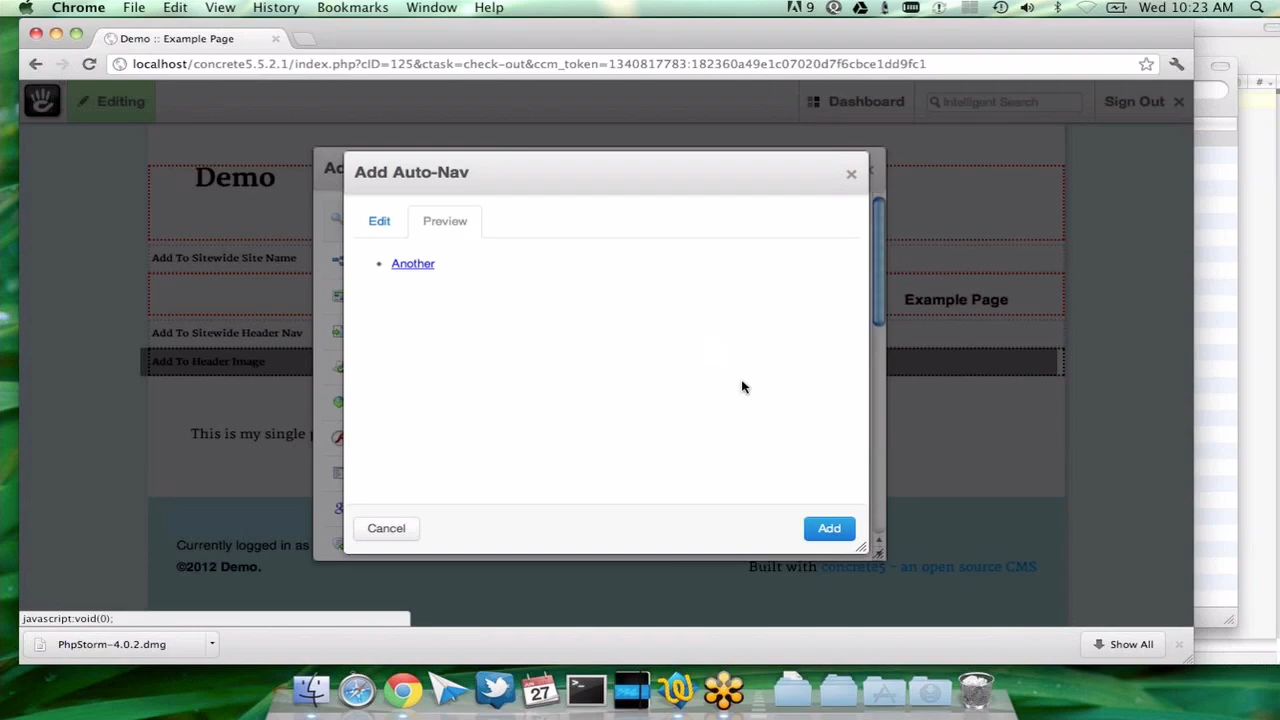 Chrome File Edit View History Bookmarks Window Help 9 Wed 10:23 AM
Demo :: Example Page
localhost/concrete5.5.2.1/index.php?cID=125&ctask=check-out&ccm_token=1340817783:182360a49e1c07020d7f6cbce1dd9fc1
Editing Dashboard Intelligent Search Sign Out
Add Auto-Nav
Demo
Edit Preview
Add To Sitewide Site Name
Another
Example Page
Add To Sitewide Header Nav
Add To Header Image
This is my single
Cancel Add
Currently logged in as
©2012 Demo.
Built with concrete5 - an open source CMS
javascript:void(0);
PhpStorm-4.0.2.dmg Show All
27